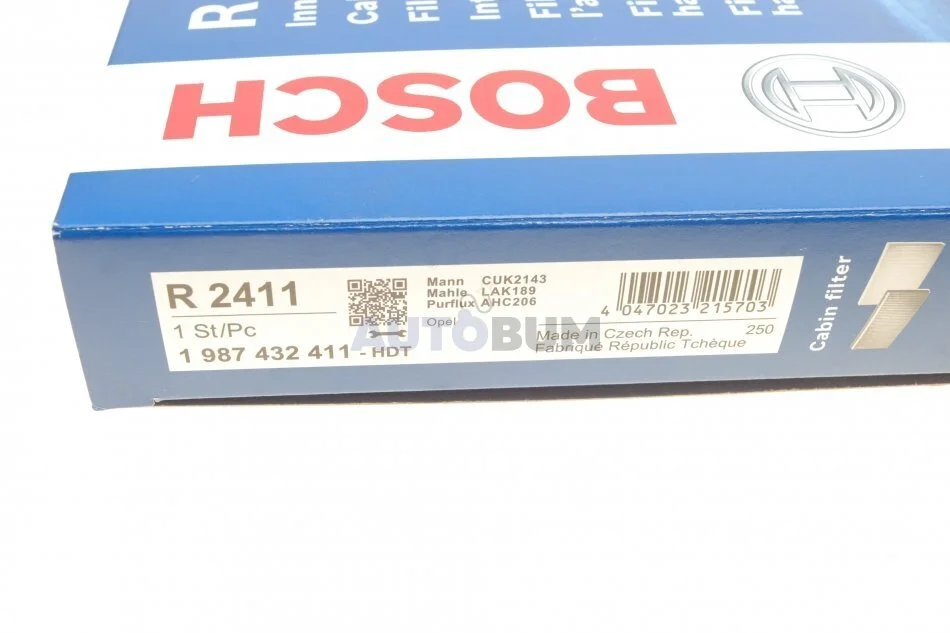 R
BOSCH
R 2411
1 St/Pc
1 987 432 411 - HDT
Mann CUK2143
Mahle LAK189
Purflux AHC206
Opel
4 047023 215703
Made in Czech Rep. 250
Fabriqué République Tchèque
Cabin filter
AUTOBUM